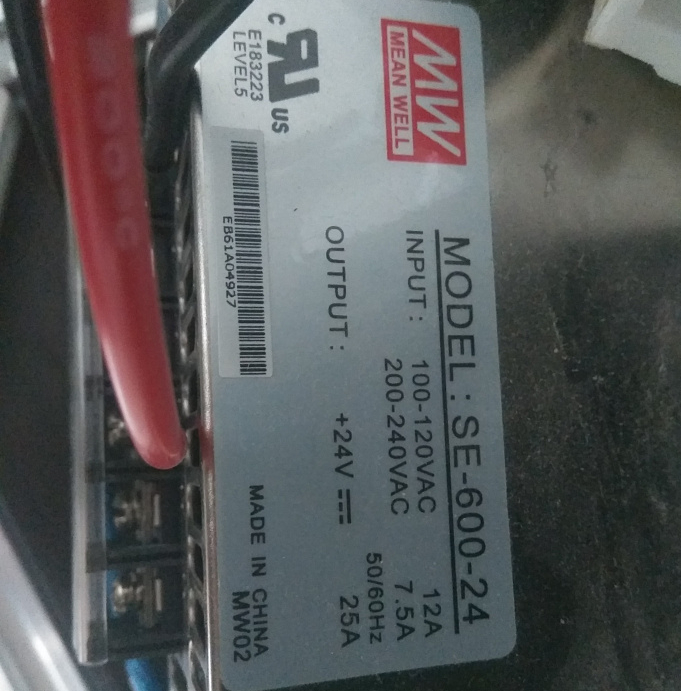 MW
MEAN WELL
MODEL : SE-600-24
INPUT : 100-120VAC 12A
200-240VAC 7.5A
50/60Hz
OUTPUT : +24V 25A
c RU US
E183223
LEVEL5
EB61A04927
MADE IN CHINA
MW02